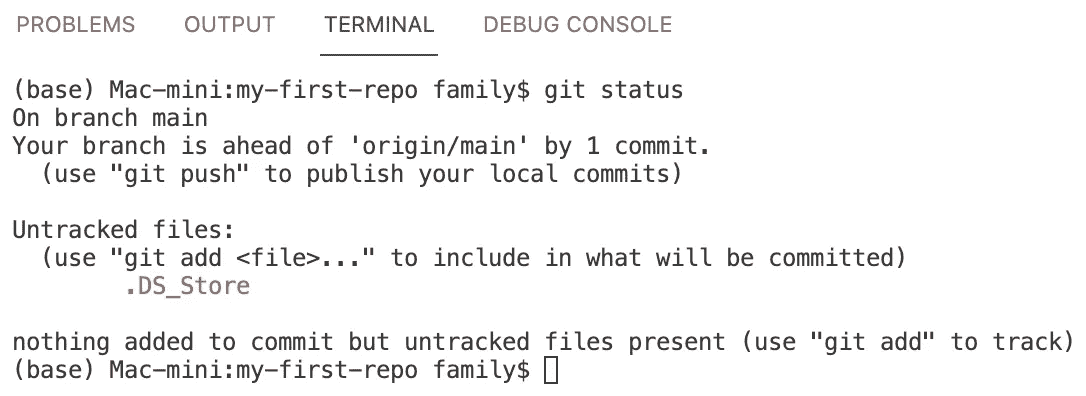 PROBLEMS OUTPUT TERMINAL DEBUG CONSOLE
(base) Mac-mini:my-first-repo family$ git status
On branch main
Your branch is ahead of 'origin/main' by 1 commit.
  (use "git push" to publish your local commits)
Untracked files:
  (use "git add <file>..." to include in what will be committed)
        .DS_Store
nothing added to commit but untracked files present (use "git add" to track)
(base) Mac-mini:my-first-repo family$